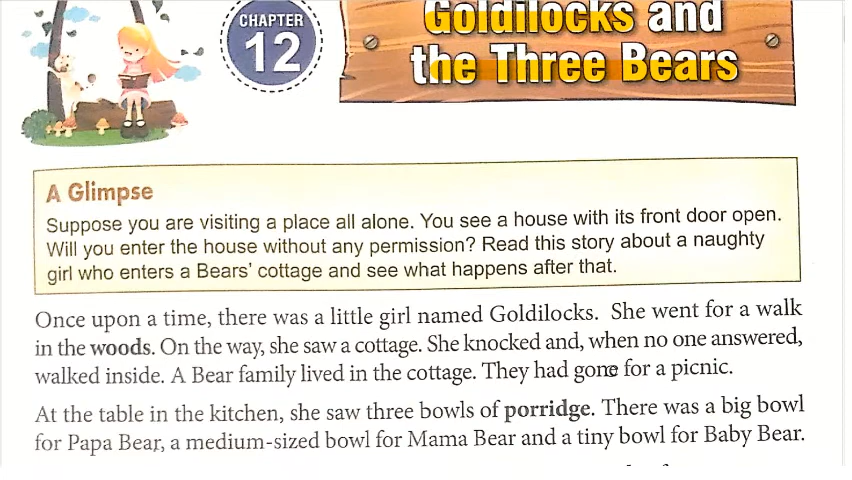 CHAPTER
12
Goldilocks and
the Three Bears
A Glimpse
Suppose you are visiting a place all alone. You see a house with its front door open.
Will you enter the house without any permission? Read this story about a naughty
girl who enters a Bears' cottage and see what happens after that.
Once upon a time, there was a little girl named Goldilocks. She went for a walk
in the woods. On the way, she saw a cottage. She knocked and, when no one answered,
walked inside. A Bear family lived in the cottage. They had gone for a picnic.
At the table in the kitchen, she saw three bowls of porridge. There was a big bowl
for Papa Bear, a medium-sized bowl for Mama Bear and a tiny bowl for Baby Bear.